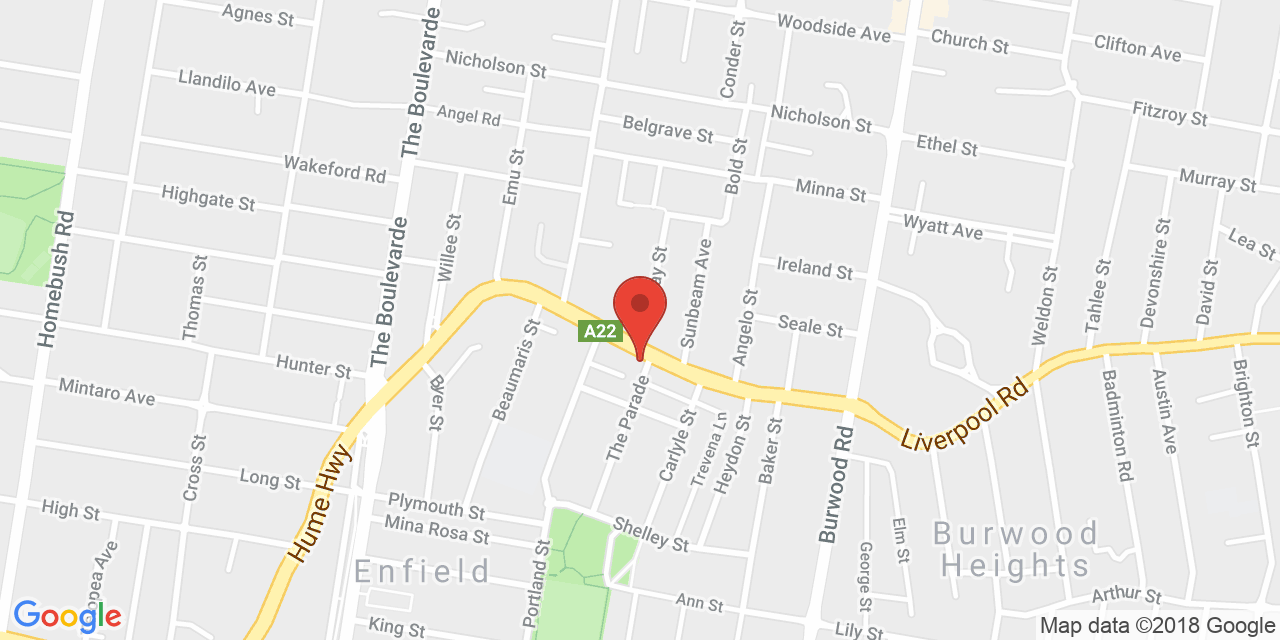 Agnes St
The Boulevarde
Conder St
Woodside Ave
Church St
Clifton Ave
Nicholson St
Llandilo Ave
Angel Rd
Belgrave St
Nicholson St
Fitzroy St
Ethel St
Wakeford Rd
Emu St
Bold St
Minna St
Murray St
Highgate St
Wyatt Ave
Homebush Rd
The Boulevarde
Willee St
Sunbeam Ave
Ireland St
Lea St
Devonshire St
Tahlee St
David St
Weldon St
Thomas St
A22
Angelo St
Seale St
Hunter St
Beaumaris St
Mintaro Ave
The Parade
Carlyle St
Trevena Ln
Heydon St
Baker St
Burwood Rd
Liverpool Rd
Badminton Rd
Austin Ave
Brighton St
Cross St
Hume Hwy
Long St
High St
Plymouth St
Mina Rosa St
Shelley St
Elm St
Burwood
Heights
Enfield
Portland St
George St
Ann St
Arthur St
King St
Lily St
Google
Map data ©2018 Google